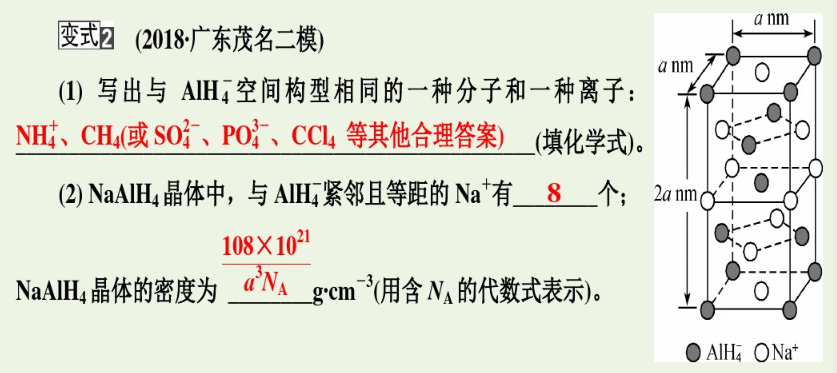 变式2 (2018·广东茂名二模)
(1) 写出与 AlH₄⁻空间构型相同的一种分子和一种离子：
NH₄⁺、CH₄(或 SO₄²⁻、PO₄³⁻、CCl₄ 等其他合理答案) (填化学式)。
(2) NaAlH₄晶体中，与 AlH₄⁻紧邻且等距的 Na⁺有 8 个；
NaAlH₄晶体的密度为 108×10²¹/a³N_A g·cm⁻³(用含 N_A 的代数式表示)。
a nm
a nm
2a nm
AlH₄⁻ Na⁺